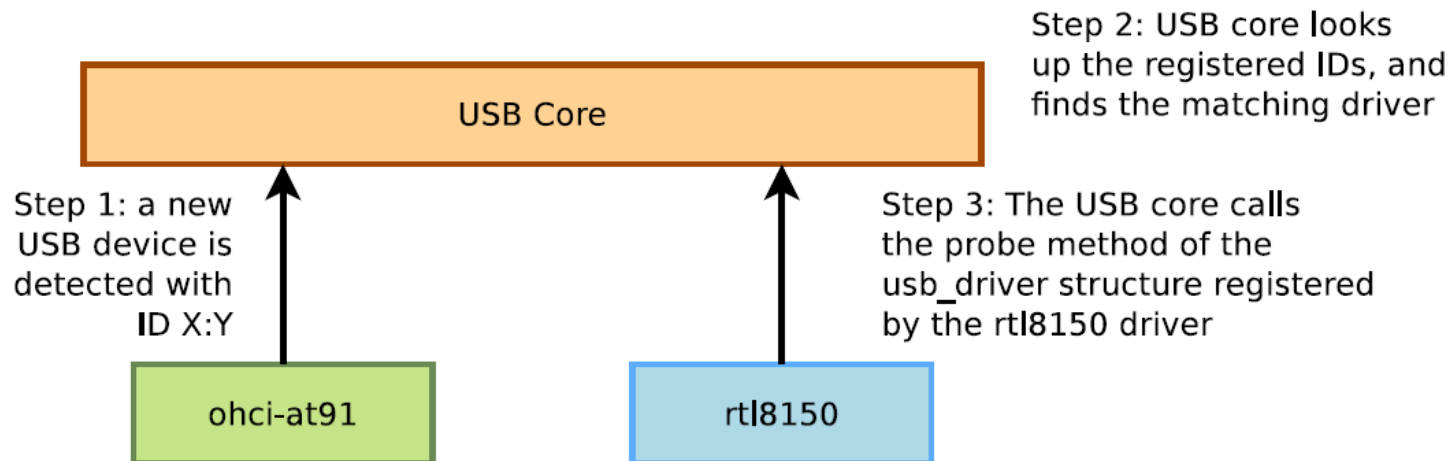 Step 2: USB core looks
up the registered IDs, and
finds the matching driver
USB Core
Step 1: a new
USB device is
detected with
ID X:Y
Step 3: The USB core calls
the probe method of the
usb_driver structure registered
by the rtl8150 driver
ohci-at91
rtl8150